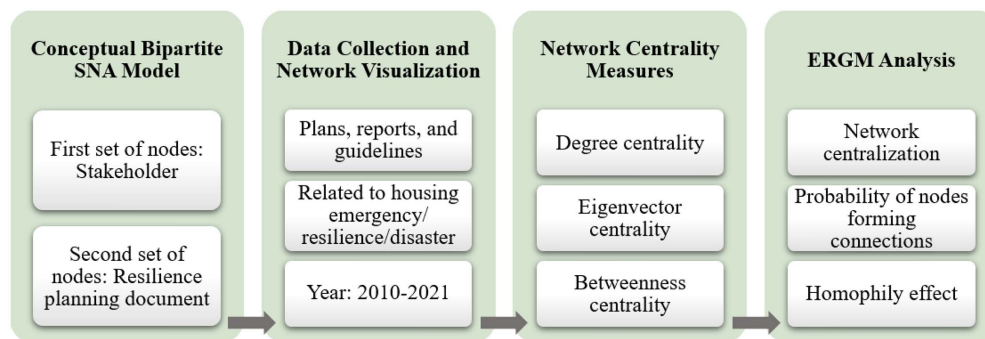 Conceptual Bipartite
SNA Model
First set of nodes:
Stakeholder
Second set of
nodes: Resilience
planning document
Data Collection and
Network Visualization
Plans, reports, and
guidelines
Related to housing
emergency/
resilience/disaster
Year: 2010-2021
Network Centrality
Measures
Degree centrality
Eigenvector
centrality
Betweenness
centrality
ERGM Analysis
Network
centralization
Probability of nodes
forming
connections
Homophily effect